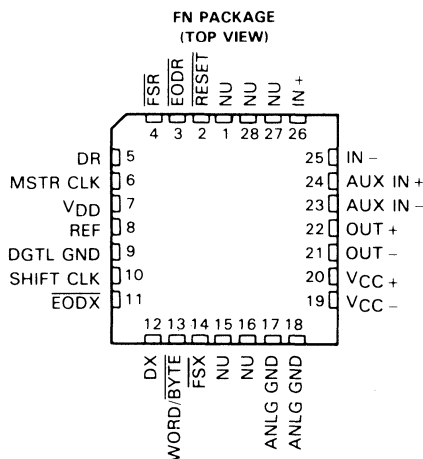 FN PACKAGE
(TOP VIEW)
FSR
EODR
RESET
NU
NU
NU
IN +
4 3 2 1 28 27 26
DR 5
MSTR CLK 6
VDD 7
REF 8
DGTL GND 9
SHIFT CLK 10
EODX 11
25 IN −
24 AUX IN +
23 AUX IN −
22 OUT +
21 OUT −
20 VCC +
19 VCC −
12 13 14 15 16 17 18
DX
WORD/BYTE
FSX
NU
NU
ANLG GND
ANLG GND